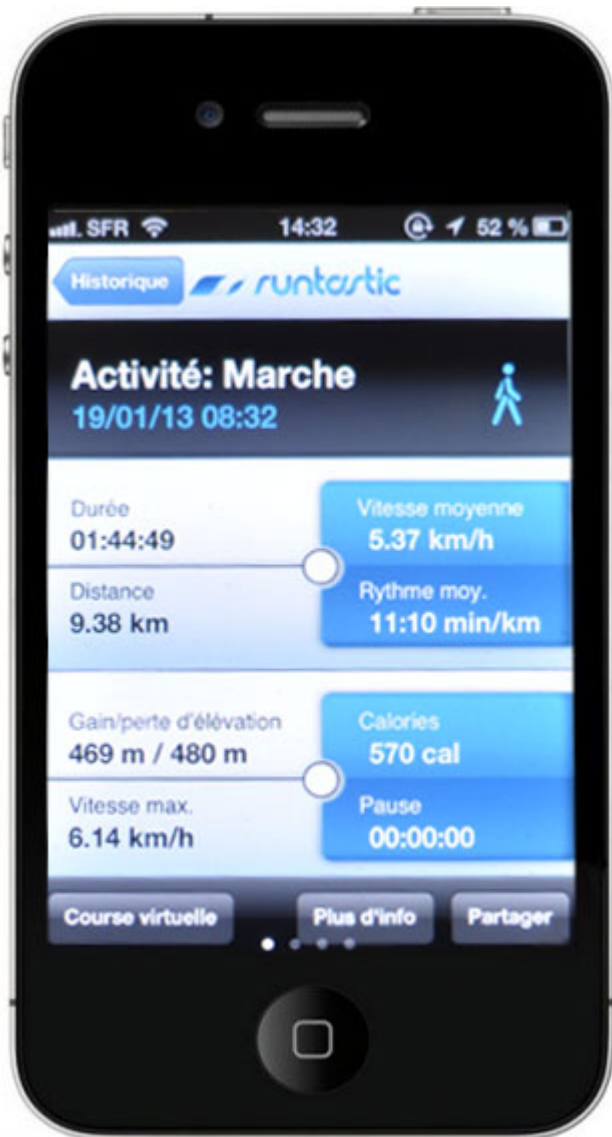 SFR 14:32 52 %
Historique runtastic
Activité: Marche
19/01/13 08:32
Durée
01:44:49
Vitesse moyenne
5.37 km/h
Distance
9.38 km
Rythme moy.
11:10 min/km
Gain/perte d'élévation
469 m / 480 m
Calories
570 cal
Vitesse max.
6.14 km/h
Pause
00:00:00
Course virtuelle Plus d'info Partager